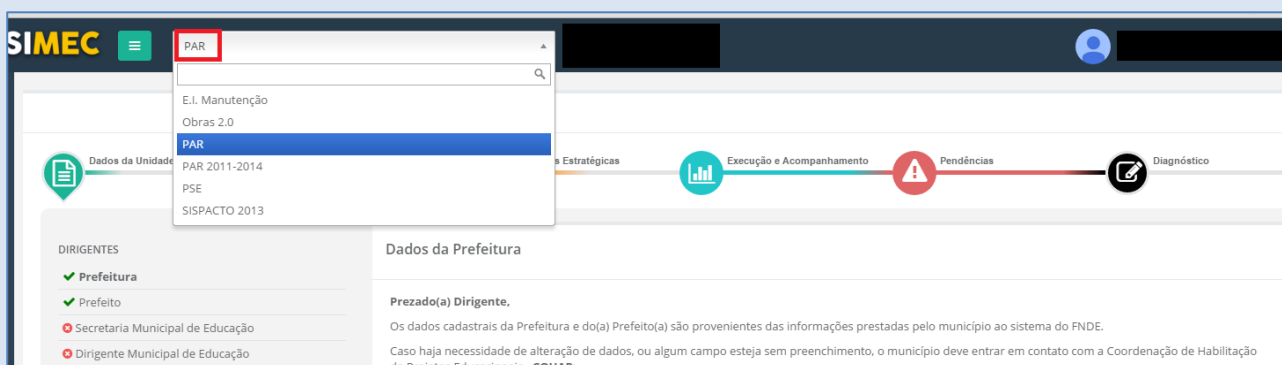 SIMEC
PAR
E.I. Manutenção
Obras 2.0
PAR
PAR 2011-2014
PSE
SISPACTO 2013
Dados da Unidade
Estratégicas
Execução e Acompanhamento
Pendências
Diagnóstico
DIRIGENTES
Prefeitura
Prefeito
Secretaria Municipal de Educação
Dirigente Municipal de Educação
Dados da Prefeitura
Prezado(a) Dirigente,
Os dados cadastrais da Prefeitura e do(a) Prefeito(a) são provenientes das informações prestadas pelo município ao sistema do FNDE.
Caso haja necessidade de alteração de dados, ou algum campo esteja sem preenchimento, o município deve entrar em contato com a Coordenação de Habilitação
de Projetos Educacionais